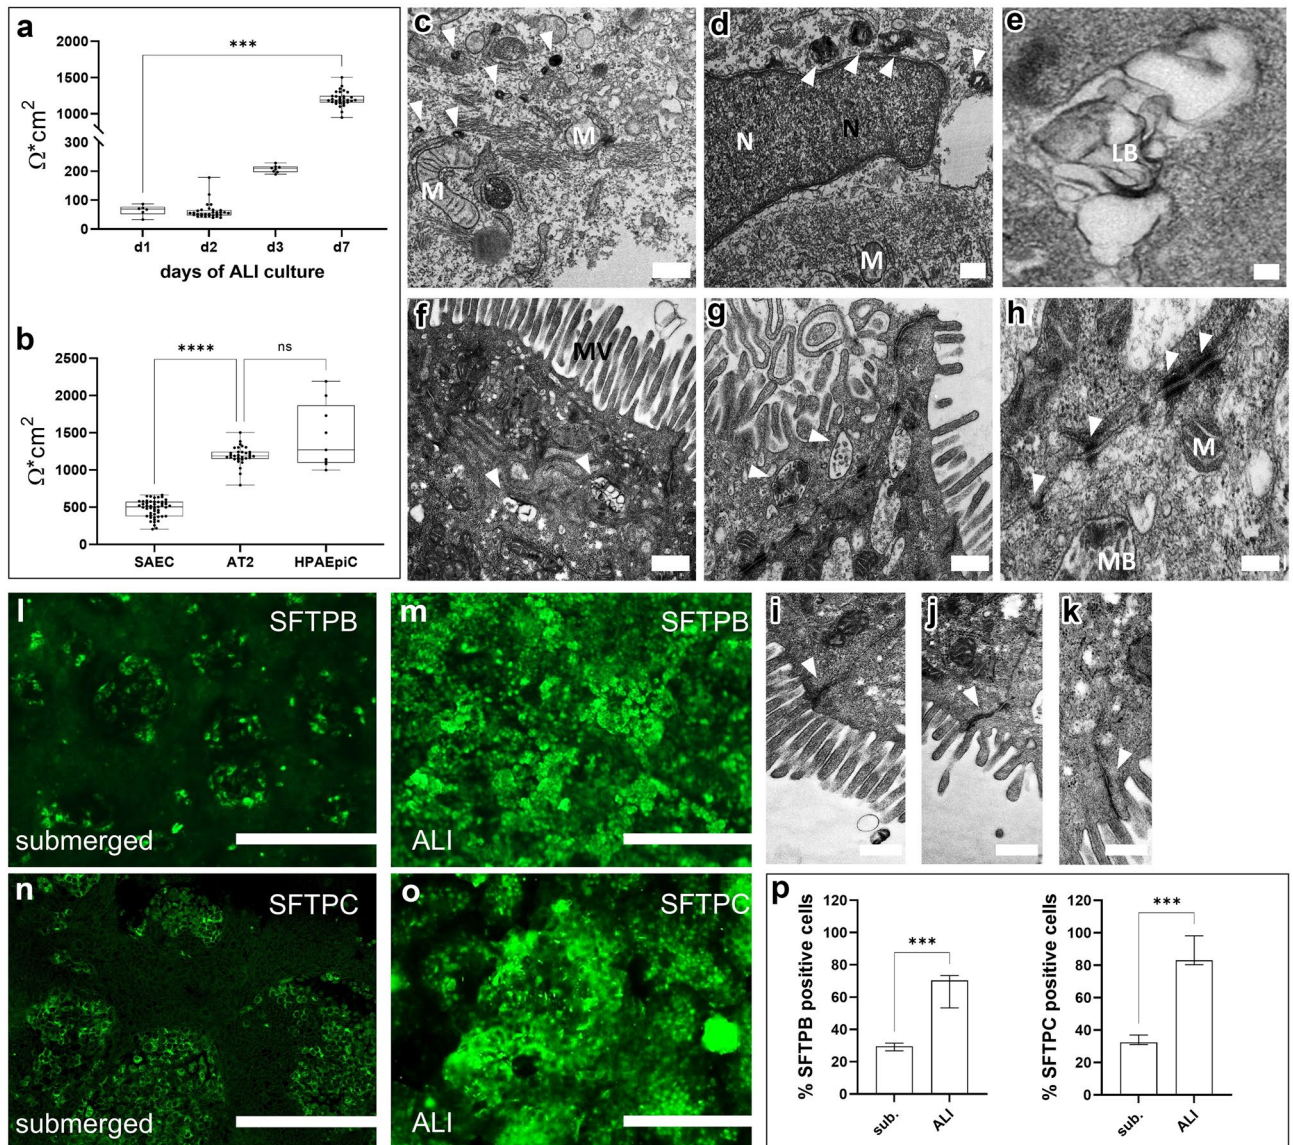 a
2000
1500
1000
300
200
100
0
Ω*cm2
***
d1 d2 d3 d7
days of ALI culture
b
2500
2000
1500
1000
500
0
Ω*cm2
****
ns
SAEC AT2 HPAEpiC
c
M
M
d
N
N
M
e
LB
f
MV
g
h
M
MB
l
SFTPB
submerged
m
SFTPB
ALI
i
j
k
n
SFTPC
submerged
o
SFTPC
ALI
p
120
100
80
60
40
20
0
% SFTPB positive cells
***
sub. ALI
120
100
80
60
40
20
0
% SFTPC positive cells
***
sub. ALI